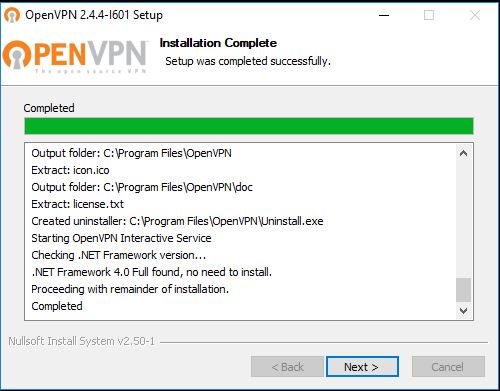 OpenVPN 2.4.4-I601 Setup
OPENVPN™
The open source VPN
Installation Complete
Setup was completed successfully.
Completed
Output folder: C:\Program Files\OpenVPN
Extract: icon.ico
Output folder: C:\Program Files\OpenVPN\doc
Extract: license.txt
Created uninstaller: C:\Program Files\OpenVPN\Uninstall.exe
Starting OpenVPN Interactive Service
Checking .NET Framework version...
.NET Framework 4.0 Full found, no need to install.
Proceeding with remainder of installation.
Completed
Nullsoft Install System v2.50-1
< Back
Next >
Cancel